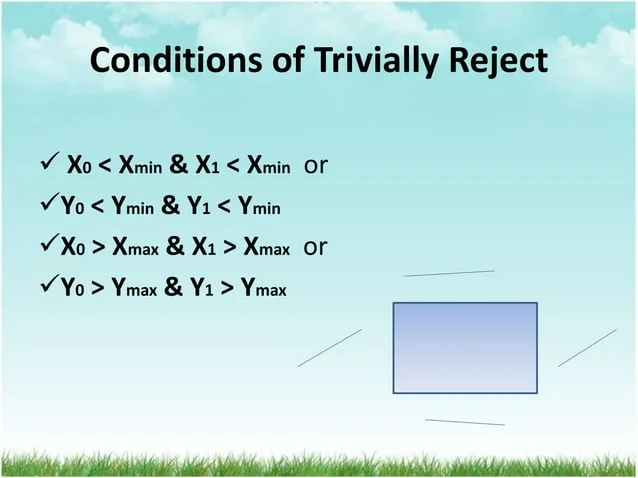 Conditions of Trivially Reject
✓ X0 < Xmin & X1 < Xmin or
✓Y0 < Ymin & Y1 < Ymin
✓X0 > Xmax & X1 > Xmax or
✓Y0 > Ymax & Y1 > Ymax